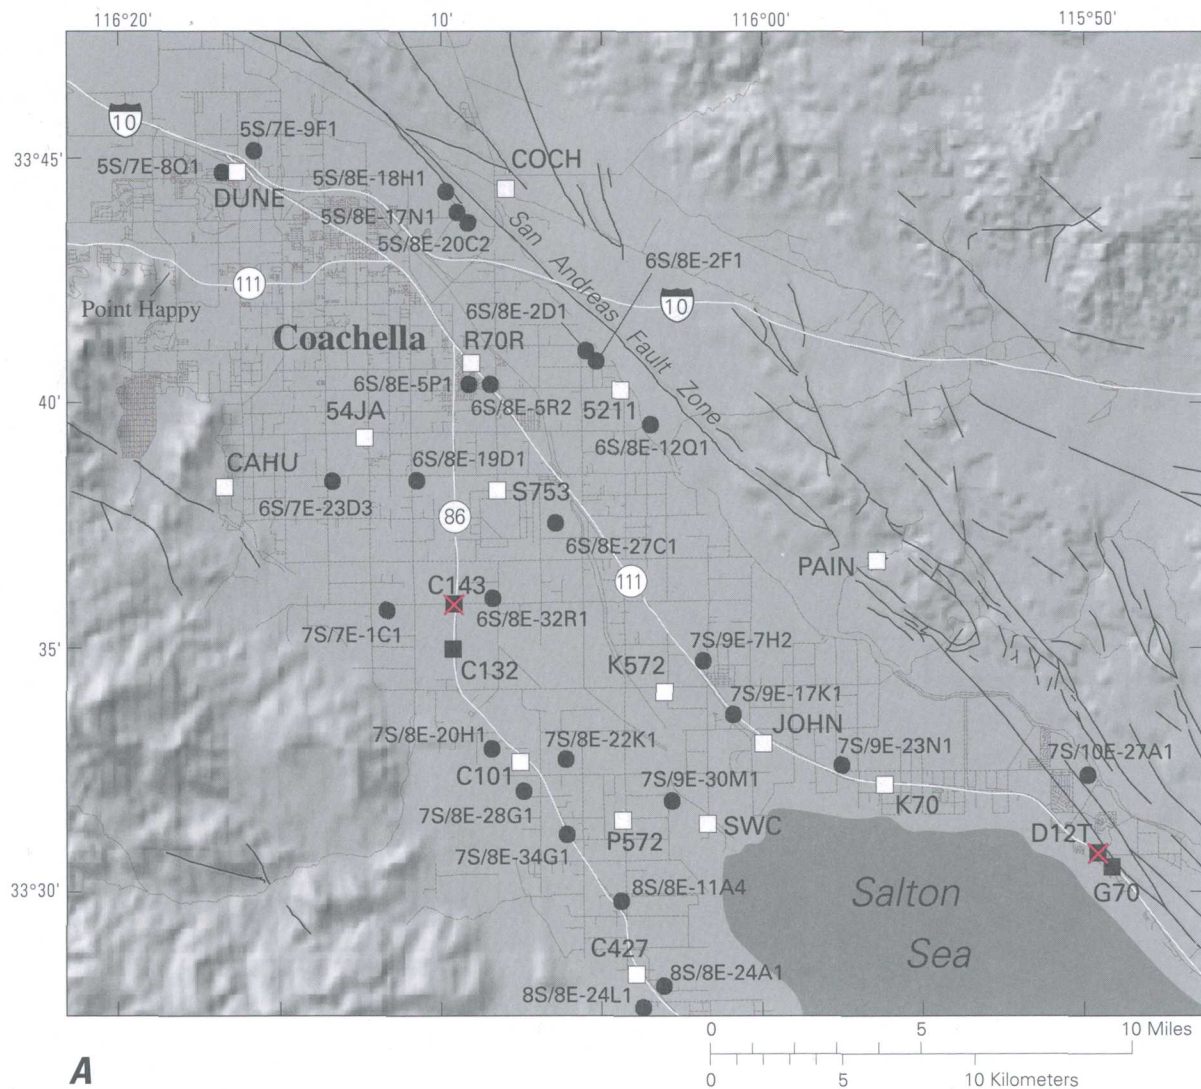 116°20'
10'
116°00'
115°50'
10
5S/7E-9F1
33°45'
5S/7E-8Q1
DUNE
COCH
5S/8E-18H1
5S/8E-17N1
5S/8E-20C2
San Andreas Fault Zone
6S/8E-2F1
111
10
Point Happy
6S/8E-2D1
Coachella
R70R
6S/8E-5P1
40'
6S/8E-5R2
5211
54JA
6S/8E-12Q1
CAHU
6S/8E-19D1
6S/7E-23D3
S753
86
6S/8E-27C1
PAIN
111
C143
6S/8E-32R1
7S/7E-1C1
35'
C132
K572
7S/9E-7H2
7S/9E-17K1
JOHN
7S/8E-20H1
7S/8E-22K1
7S/9E-23N1
7S/10E-27A1
C101
7S/9E-30M1
K70
7S/8E-28G1
P572
SWC
D12T
7S/8E-34G1
G70
33°30'
8S/8E-11A4
Salton
Sea
C427
8S/8E-24A1
8S/8E-24L1
0 5 10 Miles
0 5 10 Kilometers
A